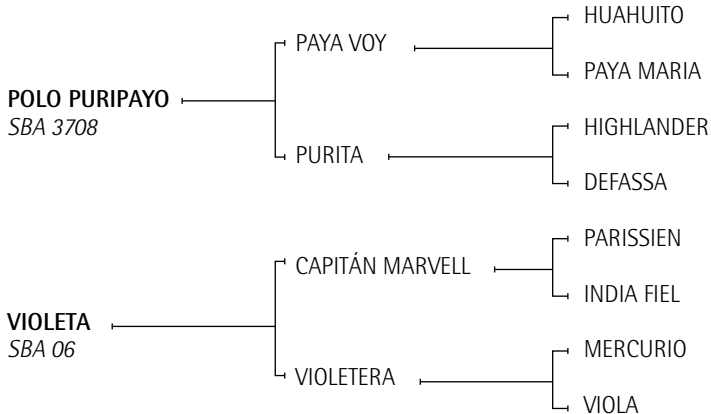 HUAHUITO
PAYA VOY
PAYA MARIA
POLO PURIPAYO
SBA 3708
HIGHLANDER
PURITA
DEFASSA
PARISSIEN
CAPITÁN MARVELL
INDIA FIEL
VIOLETA
SBA 06
MERCURIO
VIOLETERA
VIOLA